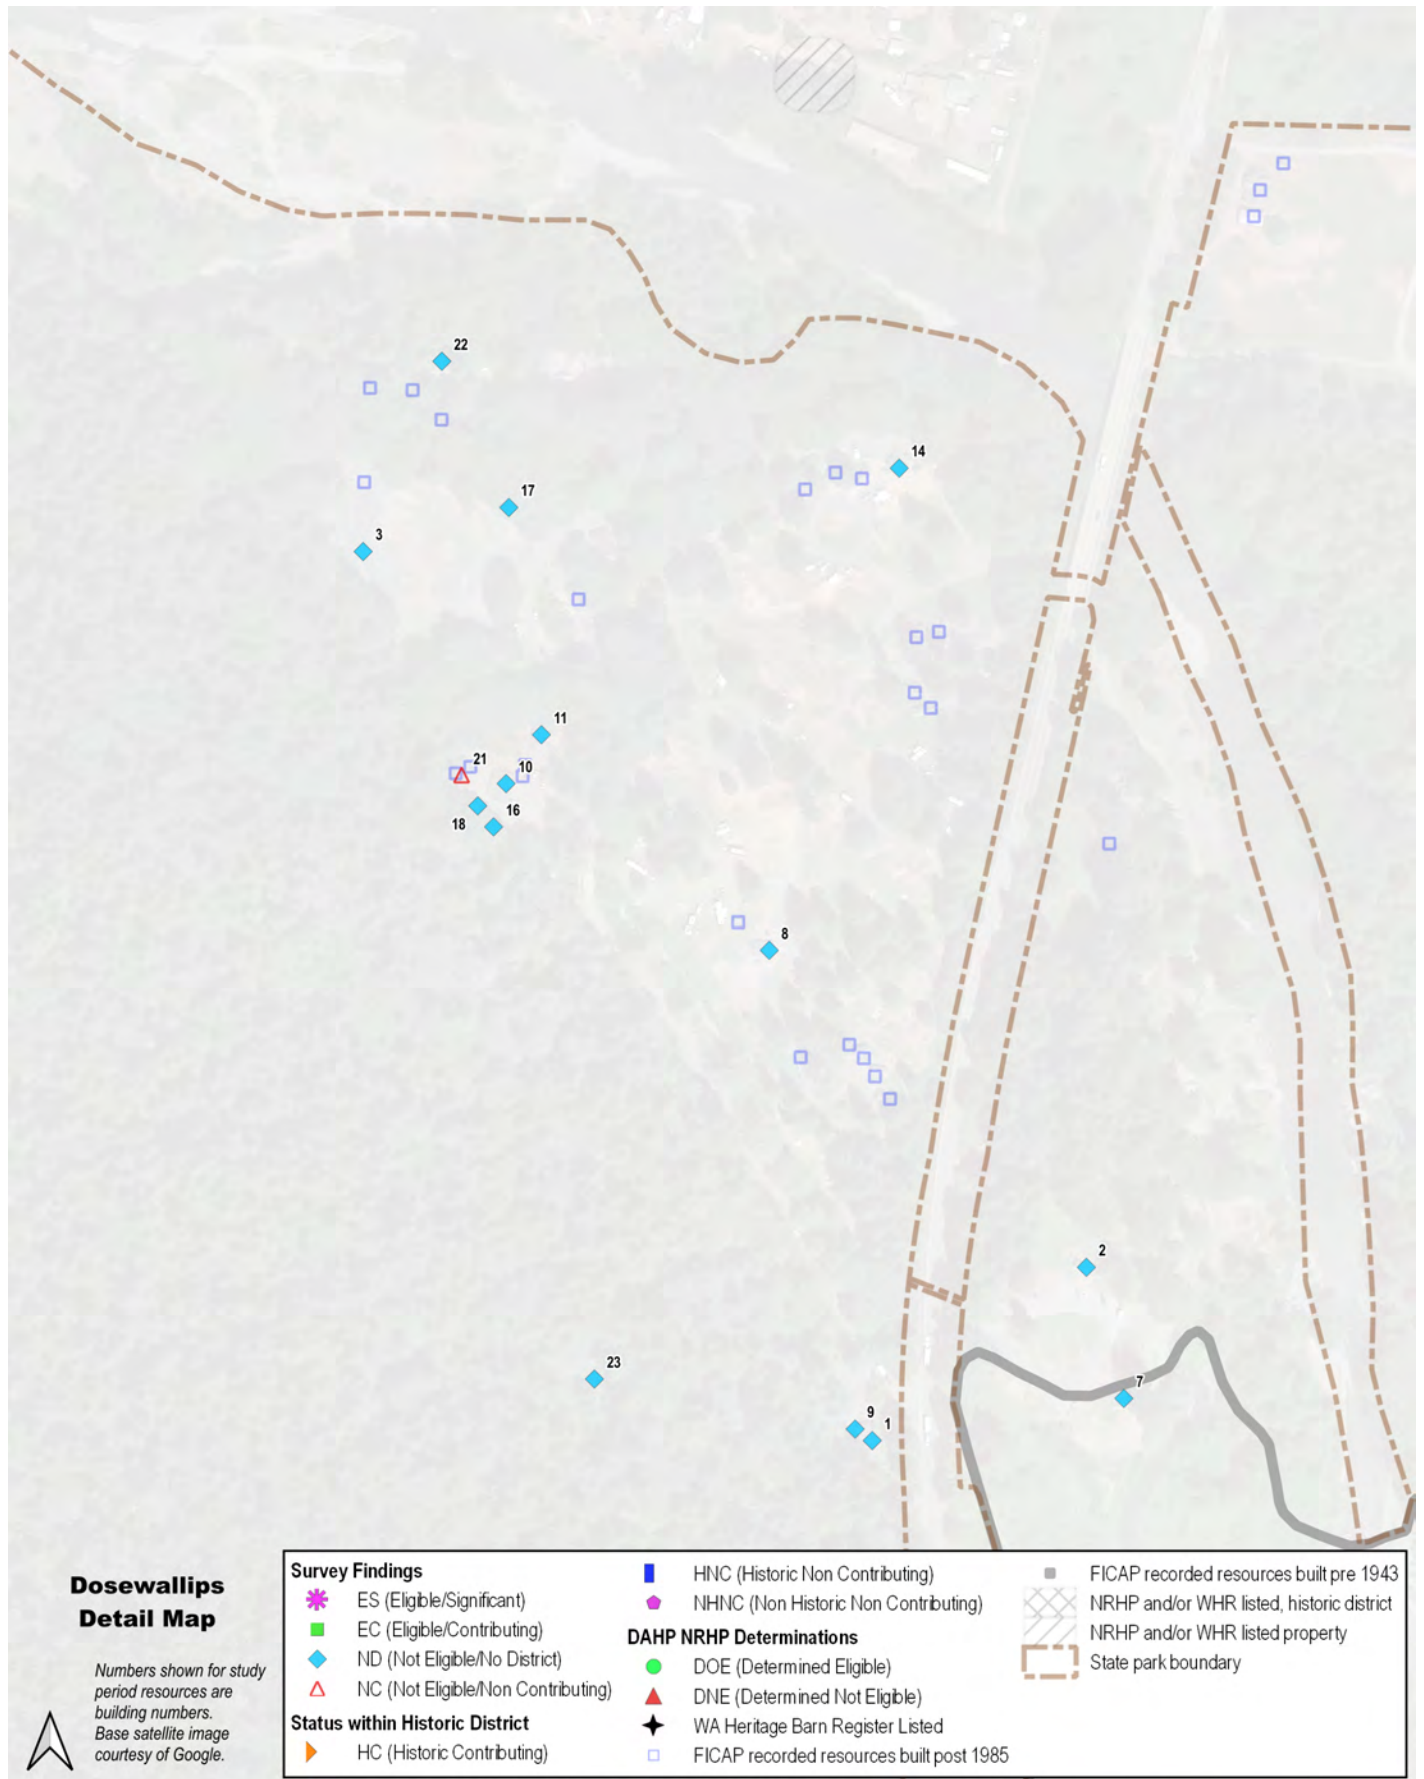 22
14
17
3
11
21
10
16
18
8
2
23
7
9
1
Dosewallips
Detail Map
Numbers shown for study
period resources are
building numbers.
Base satellite image
courtesy of Google.
Survey Findings
ES (Eligible/Significant)
EC (Eligible/Contributing)
ND (Not Eligible/No District)
NC (Not Eligible/Non Contributing)
Status within Historic District
HC (Historic Contributing)
HNC (Historic Non Contributing)
NHNC (Non Historic Non Contributing)
DAHP NRHP Determinations
DOE (Determined Eligible)
DNE (Determined Not Eligible)
WA Heritage Barn Register Listed
FICAP recorded resources built post 1985
FICAP recorded resources built pre 1943
NRHP and/or WHR listed, historic district
NRHP and/or WHR listed property
State park boundary